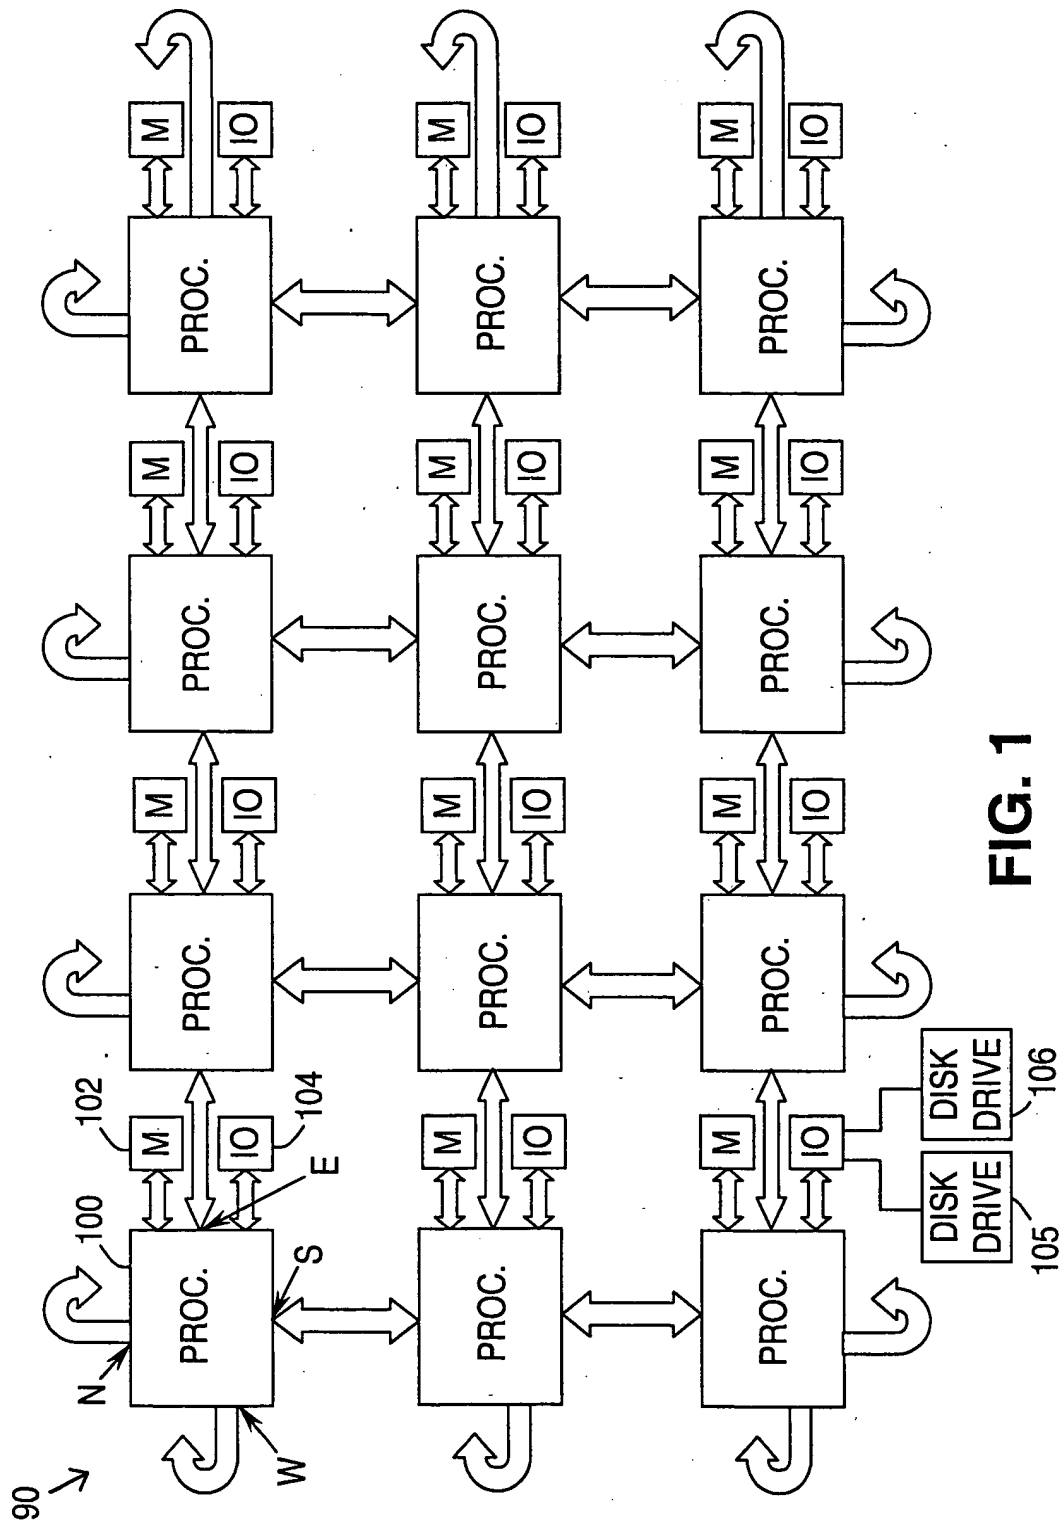 90
N
100
102
M
M
M
M
PROC.
PROC.
PROC.
PROC.
IO
IO
IO
IO
W
S
E
104
M
M
M
M
PROC.
PROC.
PROC.
PROC.
IO
IO
IO
IO
M
M
M
M
PROC.
PROC.
PROC.
PROC.
IO
IO
IO
IO
DISK
DRIVE
105
DISK
DRIVE
106
FIG. 1